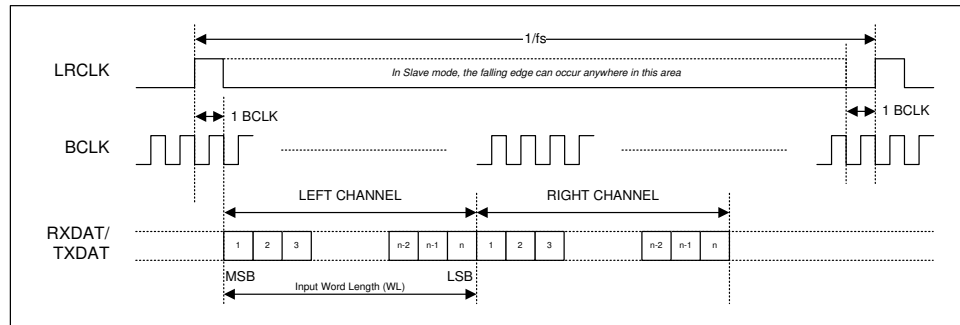 1/fs
LRCLK
In Slave mode, the falling edge can occur anywhere in this area
1 BCLK
1 BCLK
BCLK
LEFT CHANNEL
RIGHT CHANNEL
RXDAT/
TXDAT
1 2 3 n-2 n-1 n 1 2 3 n-2 n-1 n
MSB
LSB
Input Word Length (WL)